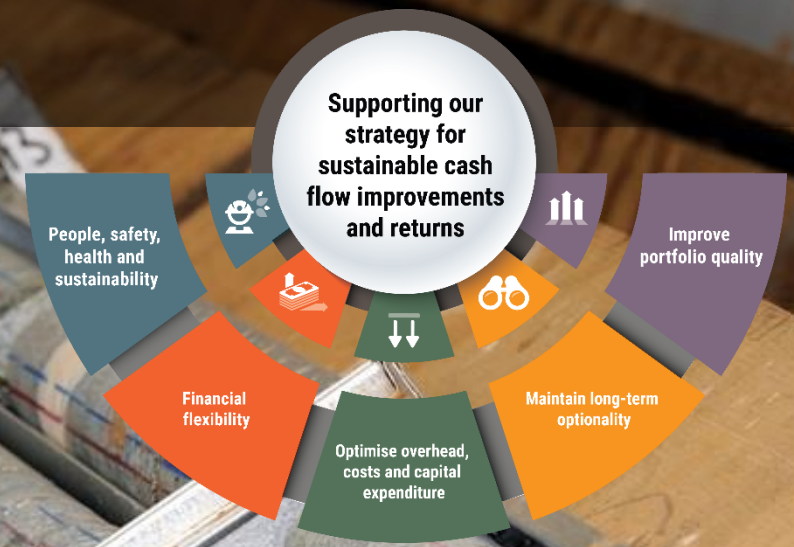 Supporting our
strategy for
sustainable cash
flow improvements
and returns
People, safety,
health and
sustainability
Financial
flexibility
Optimise overhead,
costs and capital
expenditure
Maintain long-term
optionality
Improve
portfolio quality